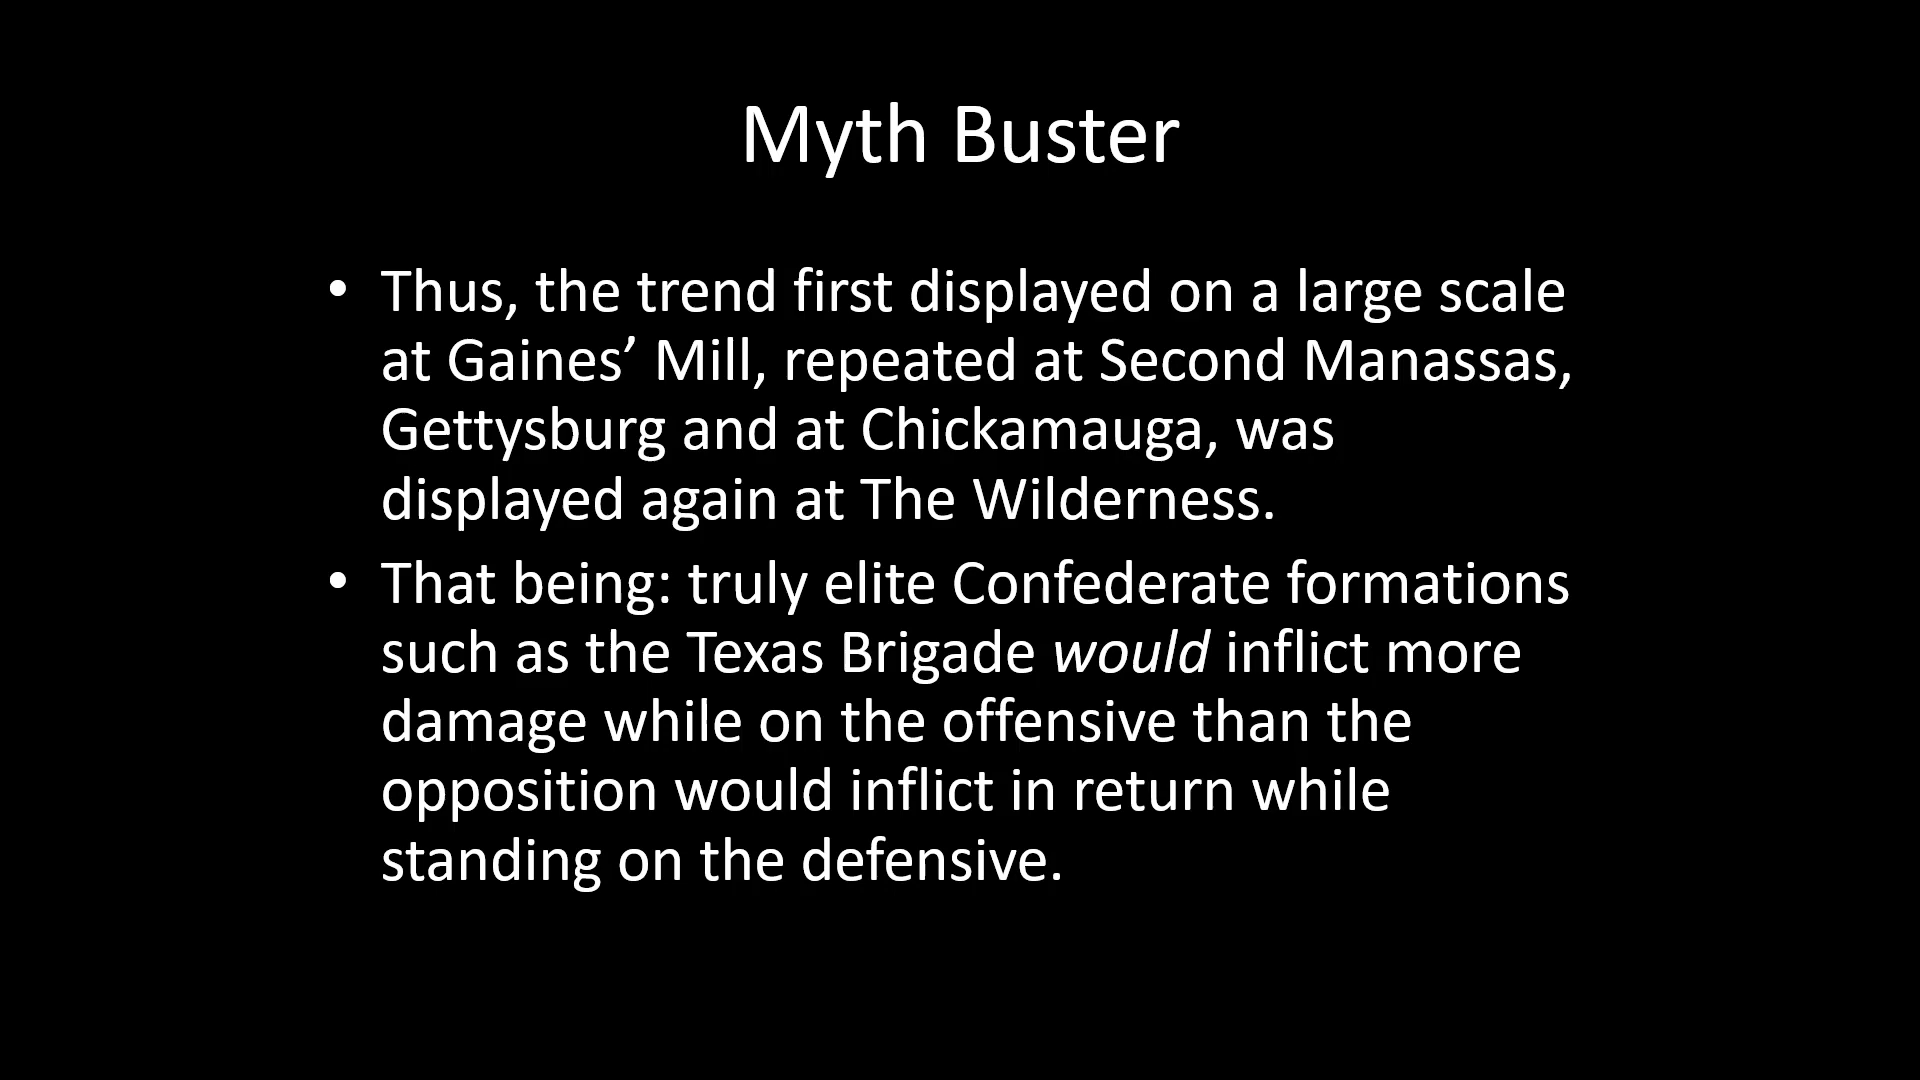 Myth Buster
• Thus, the trend first displayed on a large scale
at Gaines’ Mill, repeated at Second Manassas,
Gettysburg and at Chickamauga, was
displayed again at The Wilderness.
• That being: truly elite Confederate formations
such as the Texas Brigade would inflict more
damage while on the offensive than the
opposition would inflict in return while
standing on the defensive.